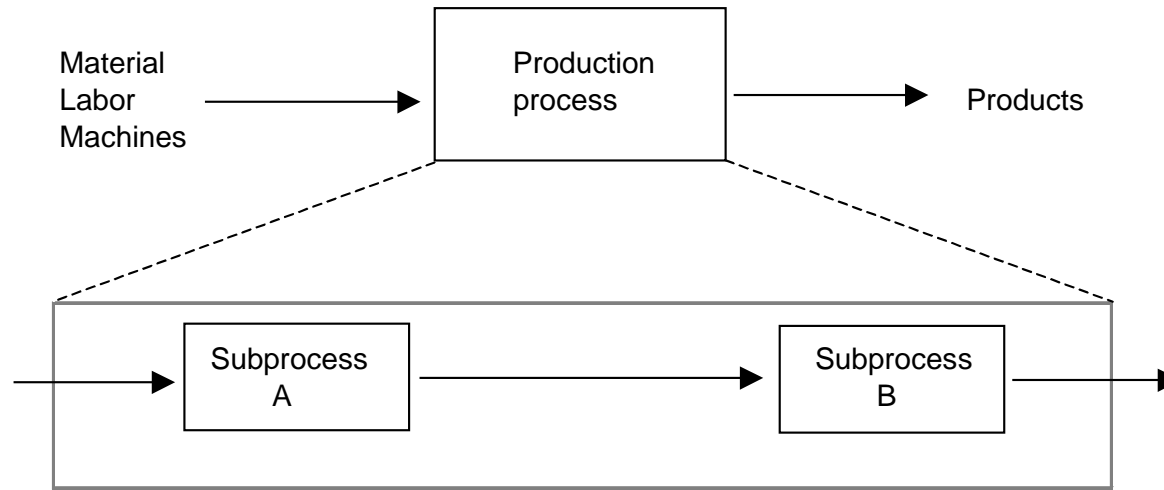 Material
Labor
Machines
Production
process
Products
Subprocess
A
Subprocess
B